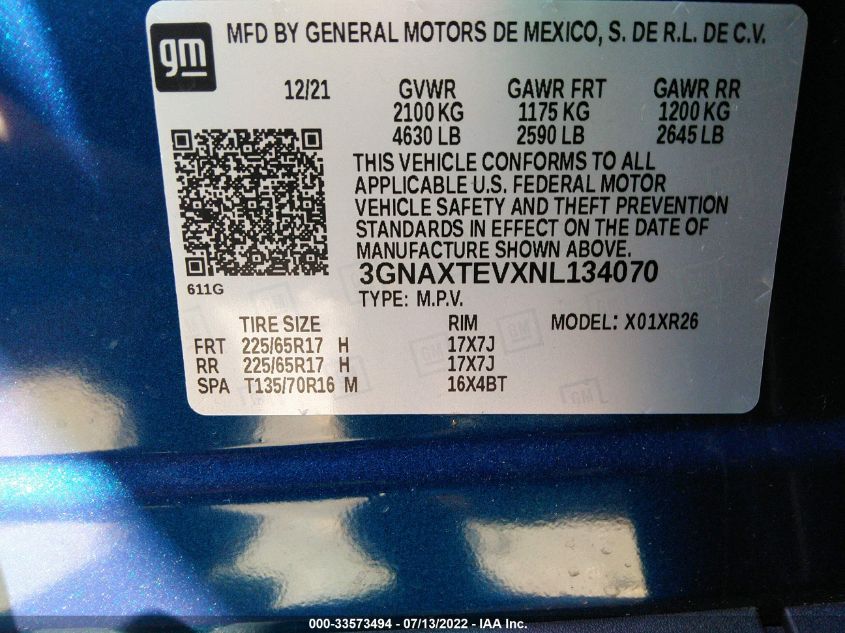 gm
MFD BY GENERAL MOTORS DE MEXICO, S. DE R.L. DE C.V.
12/21 GVWR GAWR FRT GAWR RR
2100 KG 1175 KG 1200 KG
4630 LB 2590 LB 2645 LB
THIS VEHICLE CONFORMS TO ALL
APPLICABLE U.S. FEDERAL MOTOR
VEHICLE SAFETY AND THEFT PREVENTION
STANDARDS IN EFFECT ON THE DATE OF
MANUFACTURE SHOWN ABOVE.
611G
3GNAXTEVXNL134070
TYPE: M.P.V.
TIRE SIZE RIM MODEL: X01XR26
FRT 225/65R17 H 17X7J
RR 225/65R17 H 17X7J
SPA T135/70R16 M 16X4BT
000-33573494 - 07/13/2022 - IAA Inc.